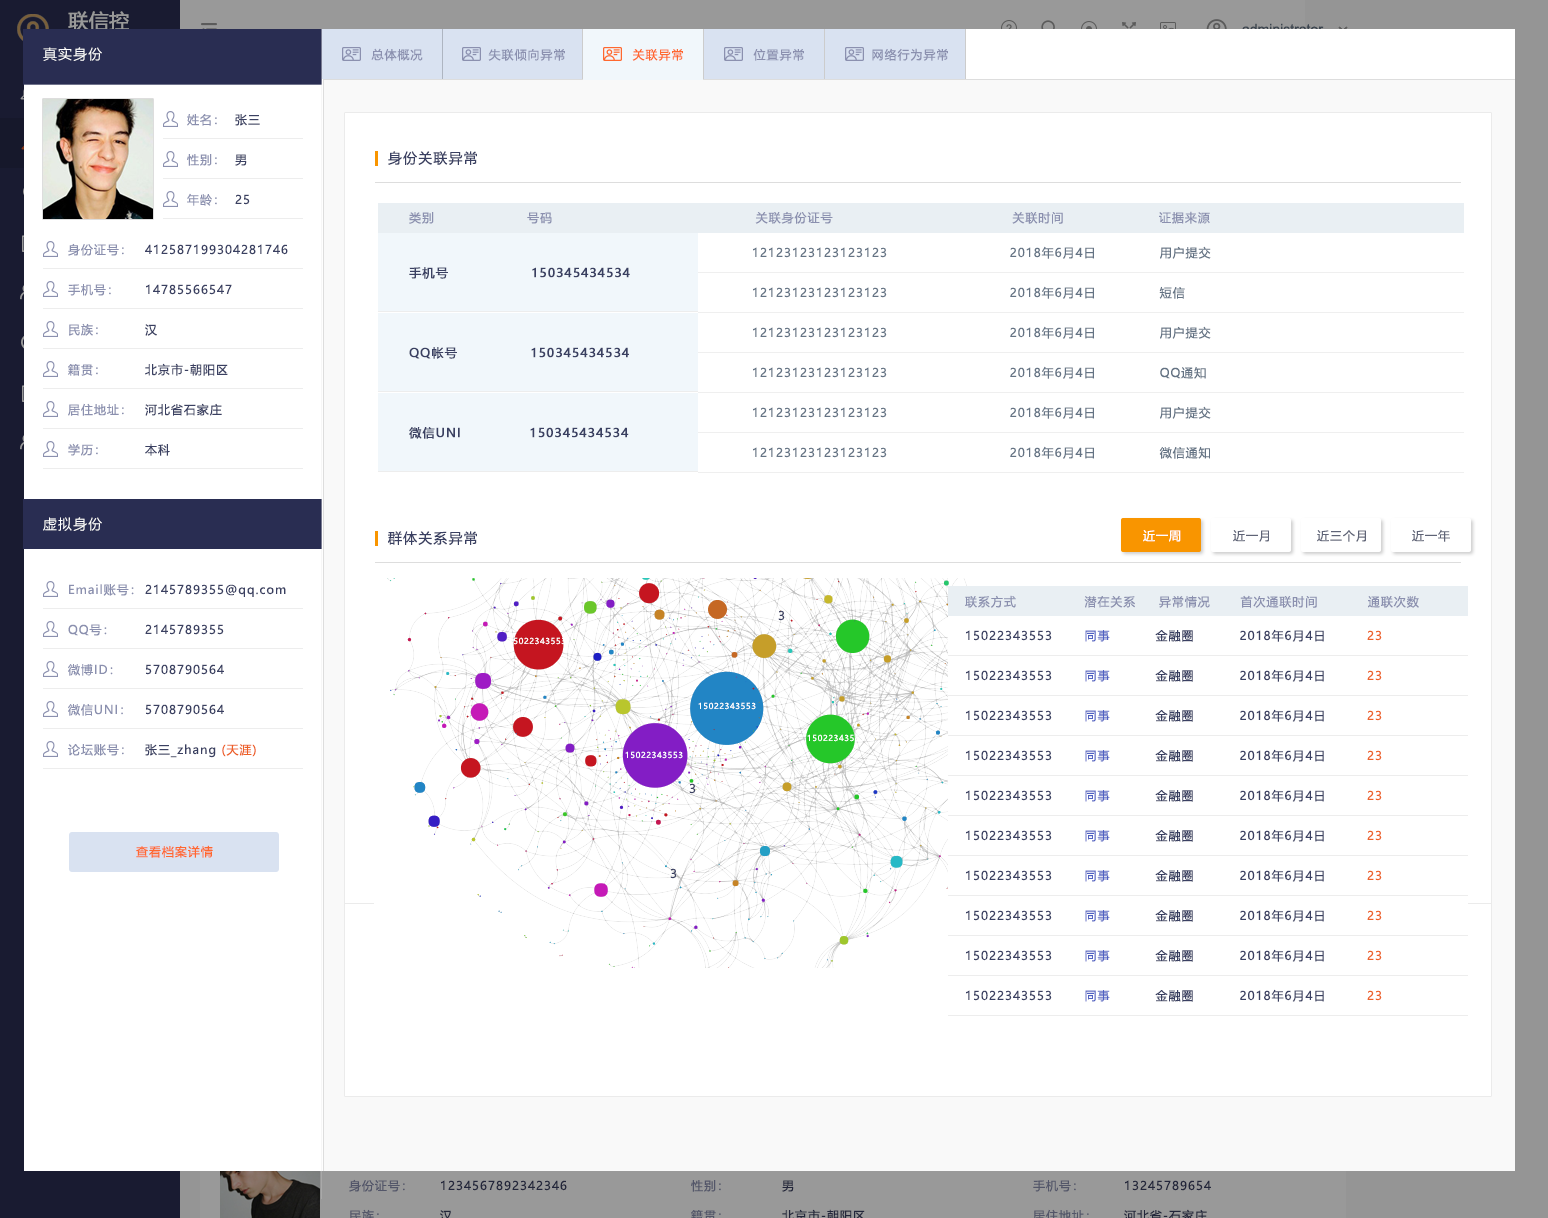 联信控
administrator
真实身份
总体概况
失联倾向异常
关联异常
位置异常
网络行为异常
姓名： 张三
性别： 男
年龄： 25
身份证号： 412587199304281746
手机号： 14785566547
民族： 汉
籍贯： 北京市-朝阳区
居住地址： 河北省石家庄
学历： 本科
虚拟身份
Email账号： 2145789355@qq.com
QQ号： 2145789355
微博ID： 5708790564
微信UNI： 5708790564
论坛账号： 张三_zhang (天涯)
查看档案详情
身份关联异常
类别 号码 关联身份证号 关联时间 证据来源
手机号 150345434534
12123123123123123 2018年6月4日 用户提交
12123123123123123 2018年6月4日 短信
QQ帐号 150345434534
12123123123123123 2018年6月4日 用户提交
12123123123123123 2018年6月4日 QQ通知
微信UNI 150345434534
12123123123123123 2018年6月4日 用户提交
12123123123123123 2018年6月4日 微信通知
群体关系异常
近一周 近一月 近三个月 近一年
3
15022343553
15022343553
15022343553
15023435
3
3
联系方式 潜在关系 异常情况 首次通联时间 通联次数
15022343553 同事 金融圈 2018年6月4日 23
15022343553 同事 金融圈 2018年6月4日 23
15022343553 同事 金融圈 2018年6月4日 23
15022343553 同事 金融圈 2018年6月4日 23
15022343553 同事 金融圈 2018年6月4日 23
15022343553 同事 金融圈 2018年6月4日 23
15022343553 同事 金融圈 2018年6月4日 23
15022343553 同事 金融圈 2018年6月4日 23
15022343553 同事 金融圈 2018年6月4日 23
15022343553 同事 金融圈 2018年6月4日 23
身份证号： 1234567892342346 性别： 男 手机号： 13245789654
民族： 汉 籍贯： 北京市-朝阳区 居住地址： 河北省-石家庄